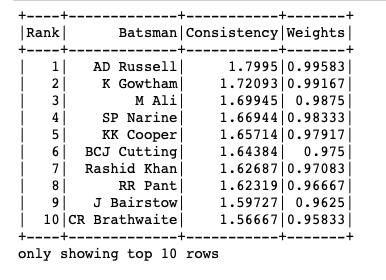 +----+-------------+-----------+-------+
|Rank|      Batsman|Consistency|Weights|
+----+-------------+-----------+-------+
|   1|   AD Russell|     1.7995|0.99583|
|   2|    K Gowtham|    1.72093|0.99167|
|   3|        M Ali|    1.69945| 0.9875|
|   4|    SP Narine|    1.66944|0.98333|
|   5|    KK Cooper|    1.65714|0.97917|
|   6|  BCJ Cutting|    1.64384|  0.975|
|   7|  Rashid Khan|    1.62687|0.97083|
|   8|      RR Pant|    1.62319|0.96667|
|   9|   J Bairstow|    1.59727| 0.9625|
|  10|CR Brathwaite|    1.56667|0.95833|
+----+-------------+-----------+-------+
only showing top 10 rows